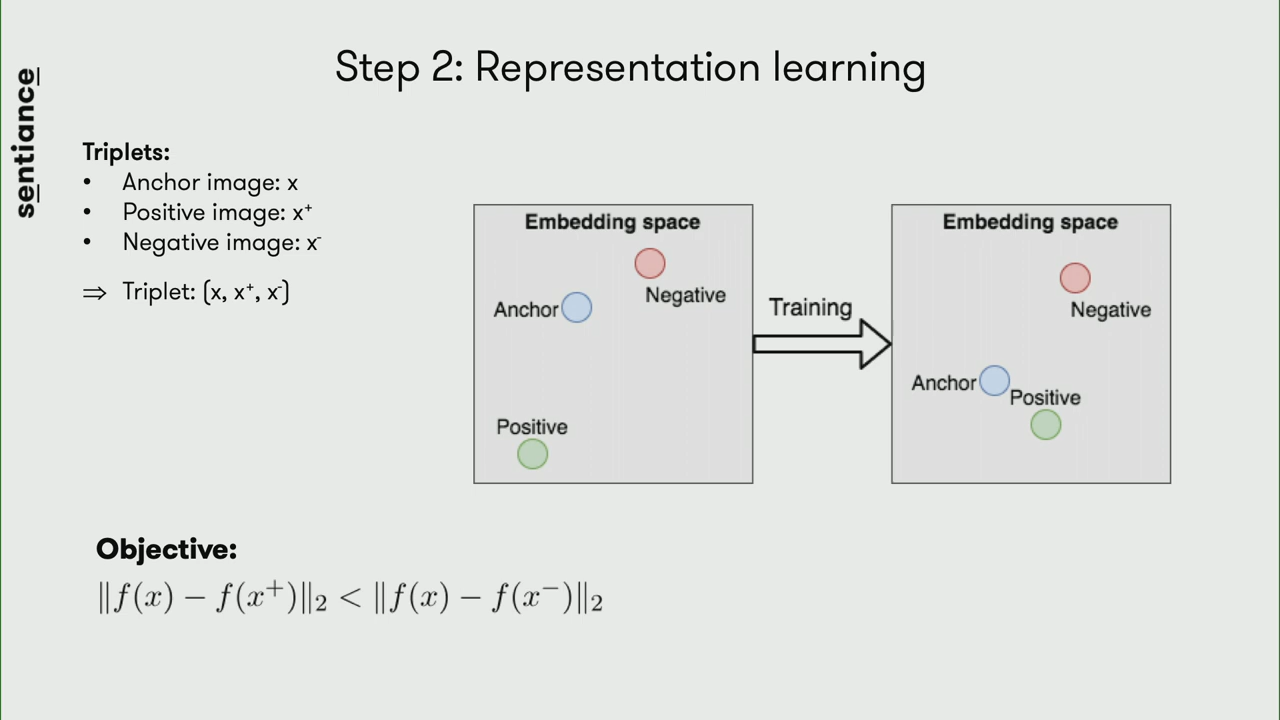 Step 2: Representation learning
sentiance
Triplets:
• Anchor image: x
• Positive image: x⁺
• Negative image: x⁻
⇒ Triplet: (x, x⁺, x⁻)
Embedding space
Negative
Anchor
Positive
Training
Embedding space
Negative
Anchor
Positive
Objective:
‖f(x) − f(x⁺)‖₂ < ‖f(x) − f(x⁻)‖₂